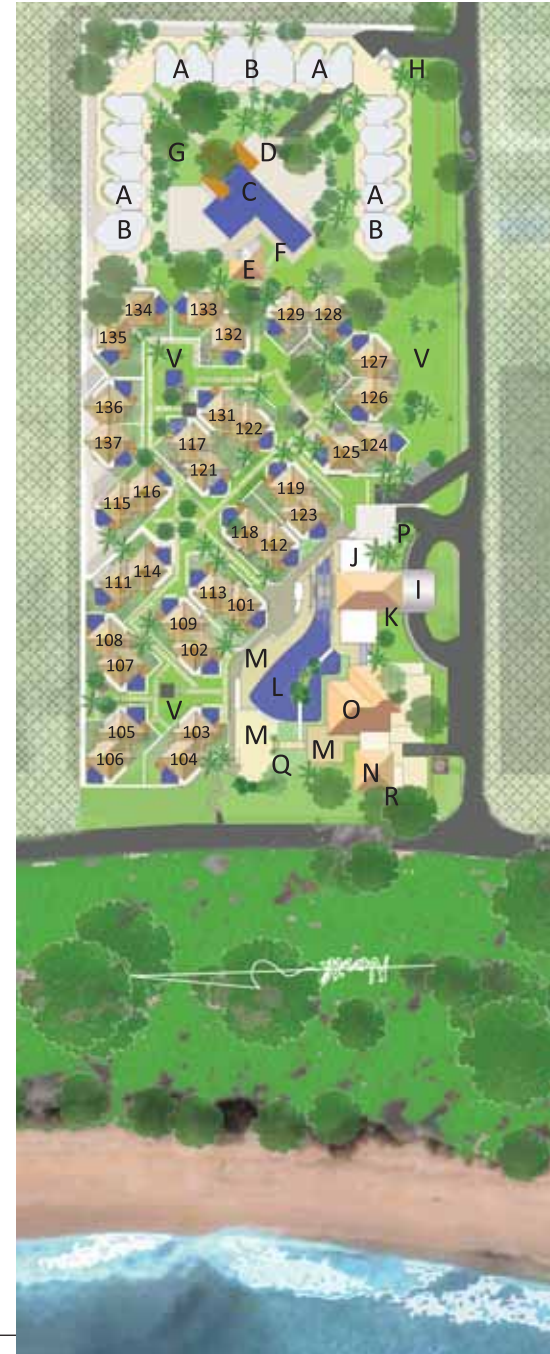 A B A H
G D
C
A A
B B
F
E
134 133
129 128
135 132
V V
127
136 126
131
122
117
137 125 124
121
119
116
115 123
118
P
112
J
114
111 113 I
101
K
109
108
102
107 M
L
V O
105 103 M
M
106 104 Q N
R
North